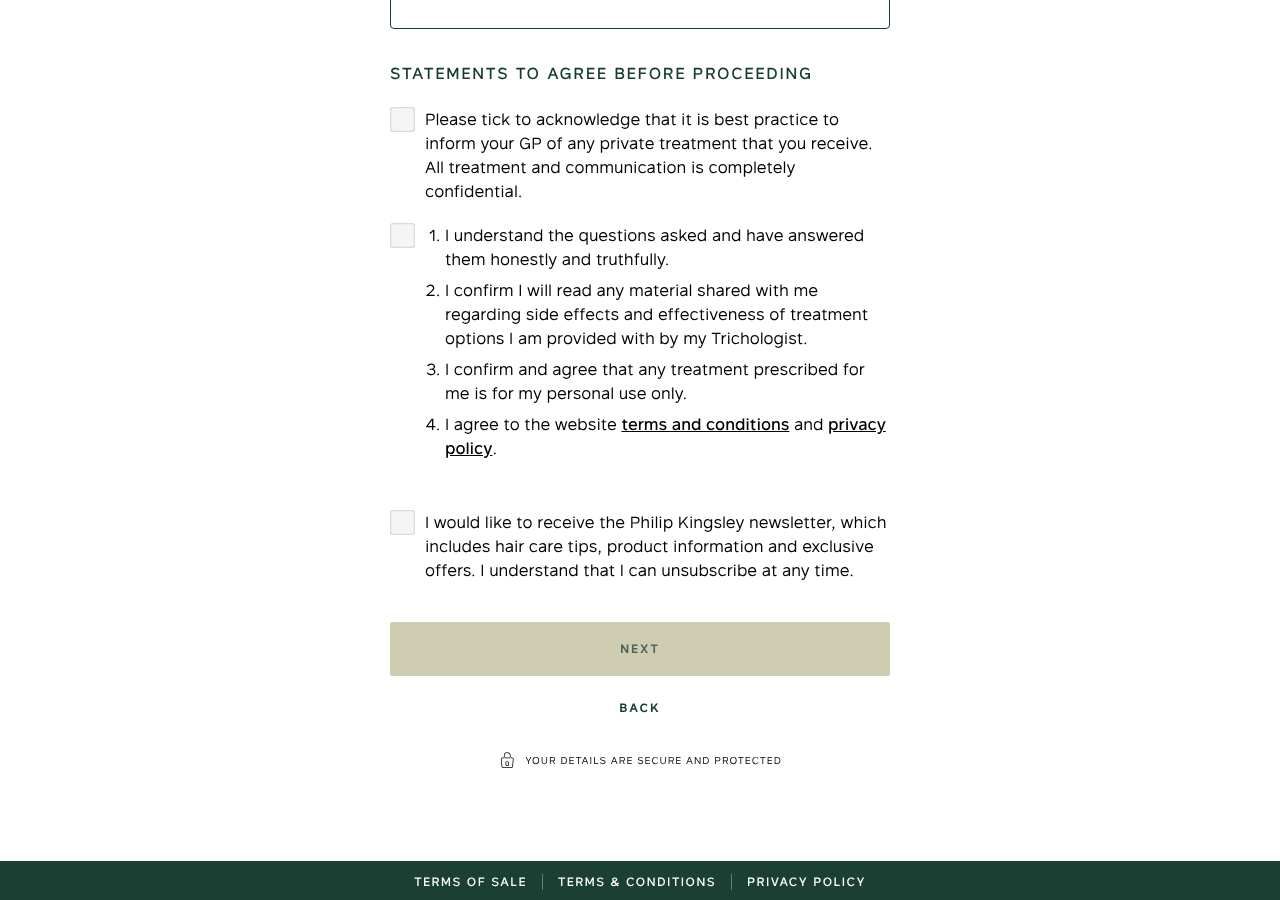 STATEMENTS TO AGREE BEFORE PROCEEDING
Please tick to acknowledge that it is best practice to
inform your GP of any private treatment that you receive.
All treatment and communication is completely
confidential.
1. I understand the questions asked and have answered
them honestly and truthfully.
2. I confirm I will read any material shared with me
regarding side effects and effectiveness of treatment
options I am provided with by my Trichologist.
3. I confirm and agree that any treatment prescribed for
me is for my personal use only.
4. I agree to the website terms and conditions and privacy
policy.
I would like to receive the Philip Kingsley newsletter, which
includes hair care tips, product information and exclusive
offers. I understand that I can unsubscribe at any time.
NEXT
BACK
YOUR DETAILS ARE SECURE AND PROTECTED
TERMS OF SALE TERMS & CONDITIONS PRIVACY POLICY